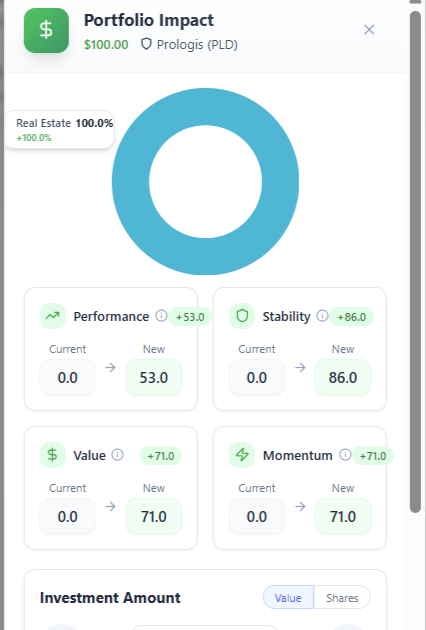 Portfolio Impact
$100.00 Prologis (PLD)
Real Estate 100.0%
+100.0%
Performance +53.0
Current New
0.0 53.0
Stability +86.0
Current New
0.0 86.0
Value +71.0
Current New
0.0 71.0
Momentum +71.0
Current New
0.0 71.0
Investment Amount
Value Shares